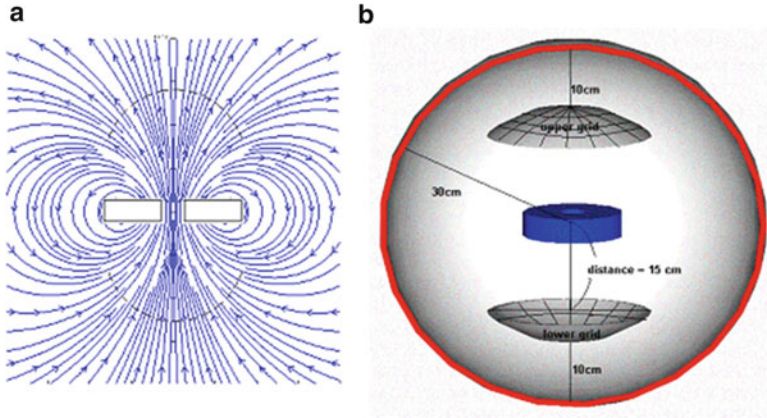 a
b
10cm
upper grid
30cm
distance = 15 cm
lower grid
10cm